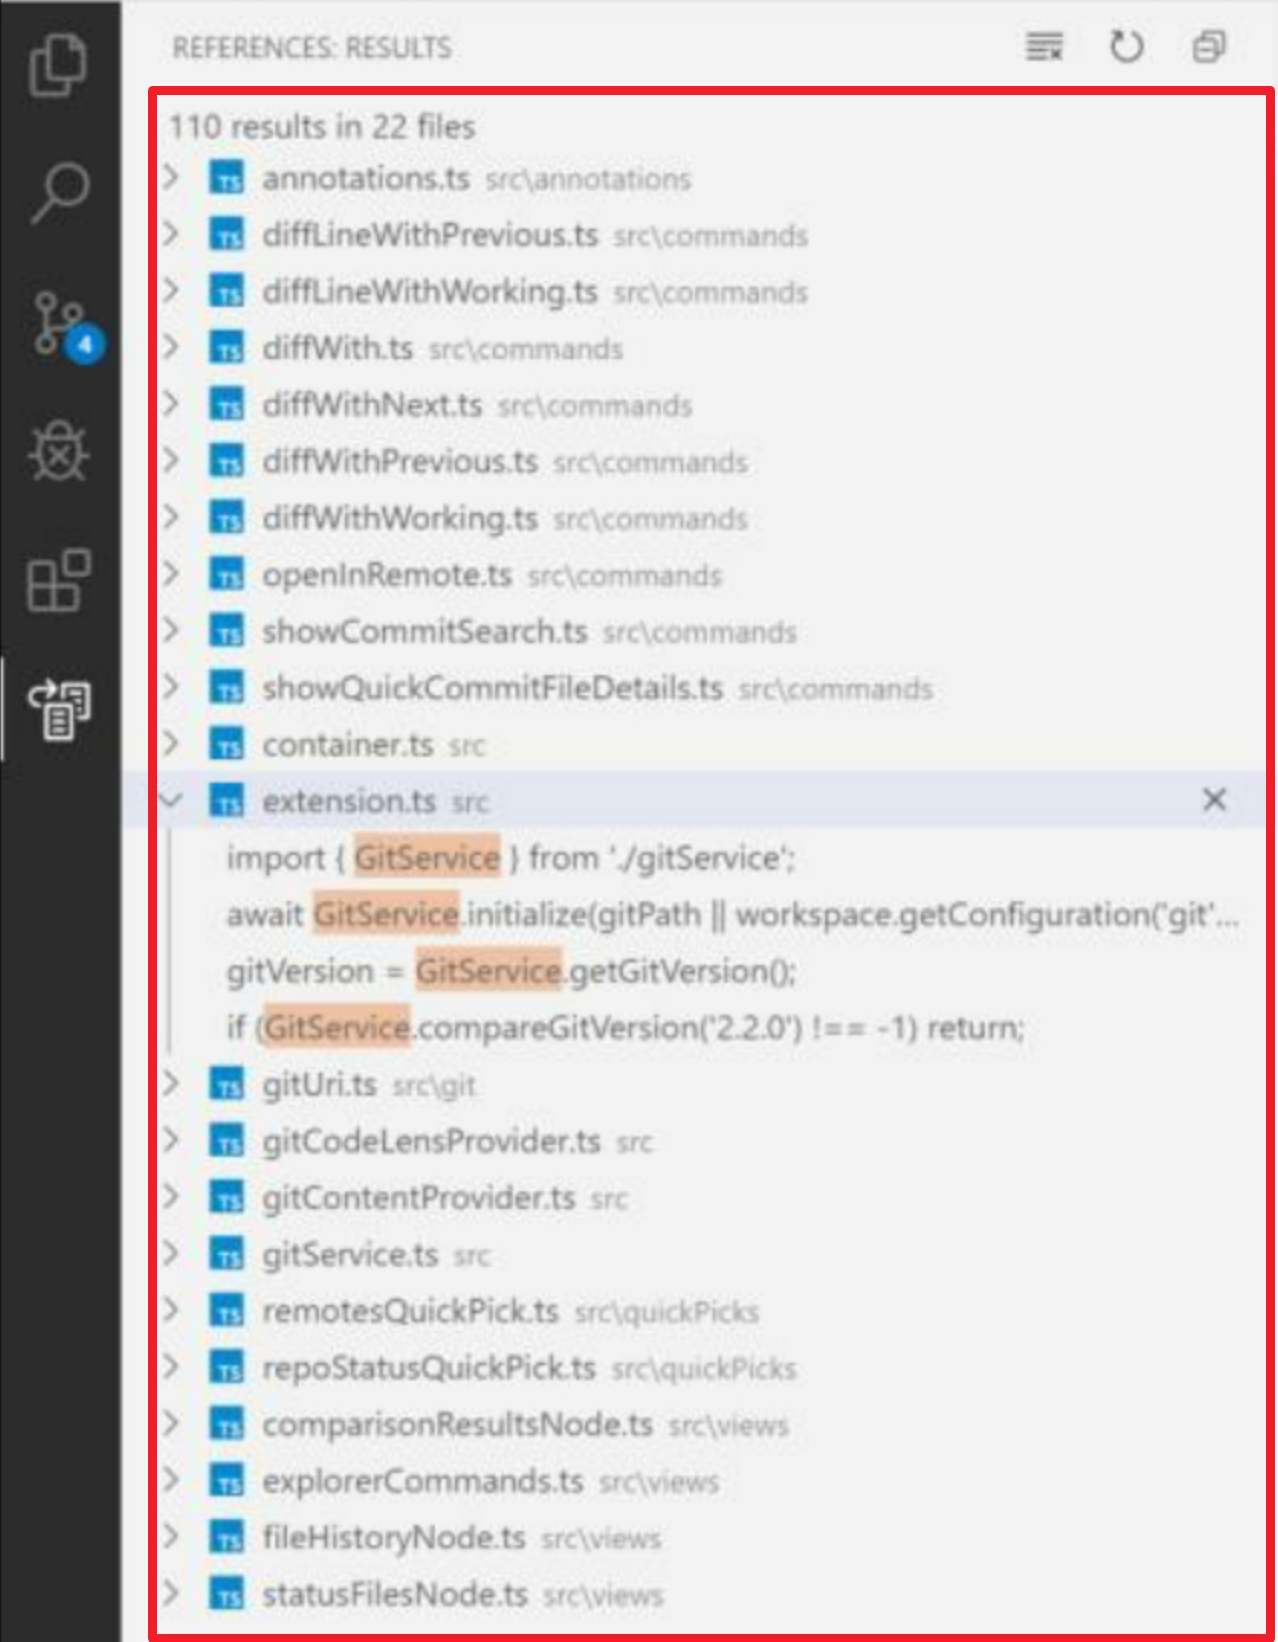 REFERENCES: RESULTS
110 results in 22 files
TS annotations.ts src\annotations
TS diffLineWithPrevious.ts src\commands
TS diffLineWithWorking.ts src\commands
TS diffWith.ts src\commands
TS diffWithNext.ts src\commands
TS diffWithPrevious.ts src\commands
TS diffWithWorking.ts src\commands
TS openInRemote.ts src\commands
TS showCommitSearch.ts src\commands
TS showQuickCommitFileDetails.ts src\commands
TS container.ts src
TS extension.ts src
import { GitService } from './gitService';
await GitService.initialize(gitPath || workspace.getConfiguration('git'...
gitVersion = GitService.getGitVersion();
if (GitService.compareGitVersion('2.2.0') !== -1) return;
TS gitUri.ts src\git
TS gitCodeLensProvider.ts src
TS gitContentProvider.ts src
TS gitService.ts src
TS remotesQuickPick.ts src\quickPicks
TS repoStatusQuickPick.ts src\quickPicks
TS comparisonResultsNode.ts src\views
TS explorerCommands.ts src\views
TS fileHistoryNode.ts src\views
TS statusFilesNode.ts src\views
4